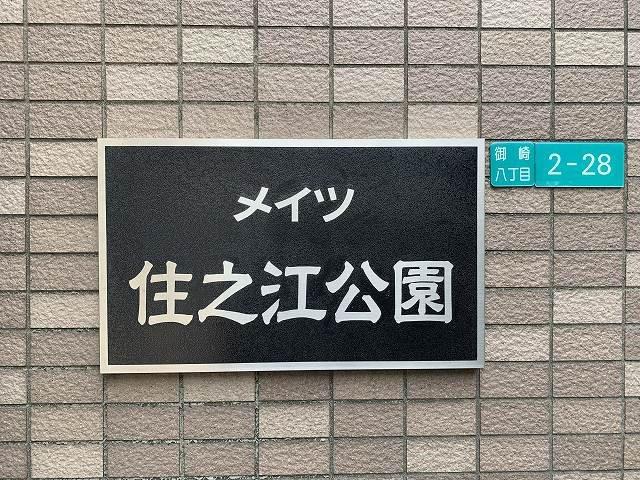 メイツ
住之江公園
御崎
八丁目
2-28